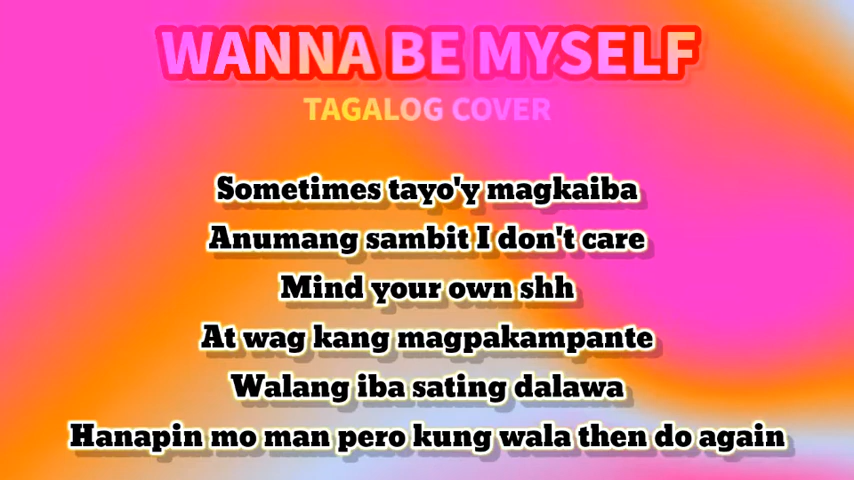 WANNA BE MYSELF
TAGALOG COVER
Sometimes tayo'y magkaiba
Anumang sambit I don't care
Mind your own shh
At wag kang magpakampante
Walang iba sating dalawa
Hanapin mo man pero kung wala then do again